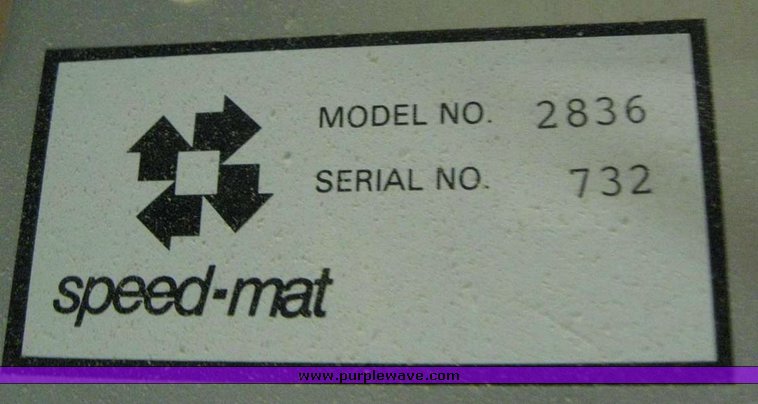 MODEL NO. 2836
SERIAL NO. 732
speed-mat
www.purplewave.com